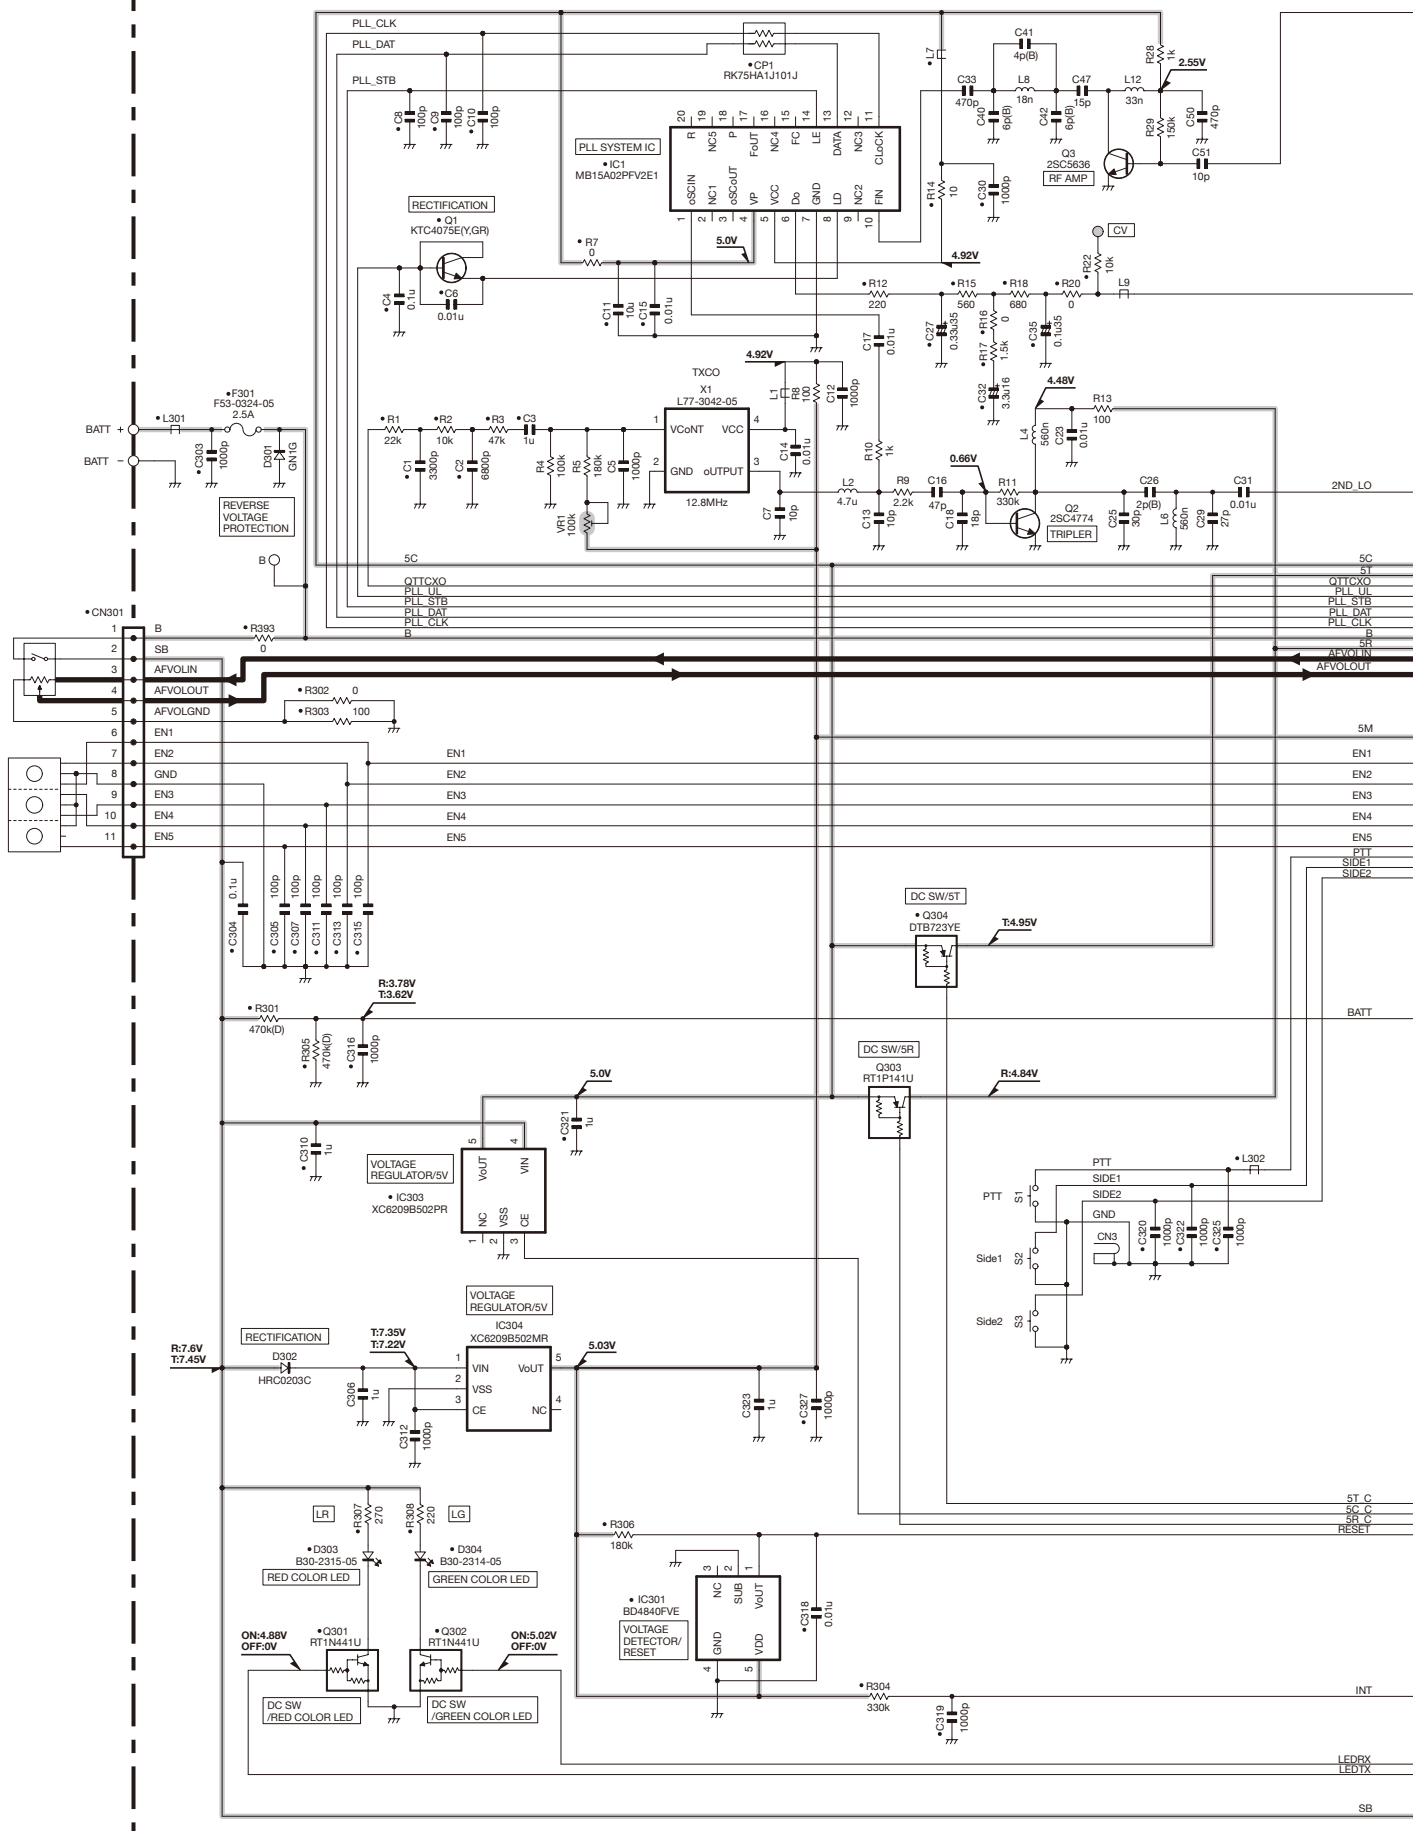 PLL_CLK
PLL_DAT
PLL_STB
• C8
100p
• C9
100p
• C10
100p
• CP1
RK75HA1J101J
PLL SYSTEM IC
• IC1
MB15A02PFV2E1
20 19 18 17 16 15 14 13 12 11
R NC5 P FoUT NC4 FC LE DATA NC3 CLoCK
oSCIN NC1 oSCoUT VP VCC Do GND LD NC2 FIN
1 2 3 4 5 6 7 8 9 10
• L7
C33
470p
C41
4p(B)
L8
18n
C40
6p(B)
C42
6p(B)
C47
15p
L12
33n
R28
1k
2.55V
R29
150k
C50
470p
C51
10p
Q3
2SC5636
RF AMP
• R14
10
• C30
1000p
RECTIFICATION
• Q1
KTC4075E(Y,GR)
• C4
0.1u
• C6
0.01u
• R7
0
5.0V
• C11
10u
• C15
0.01u
4.92V
CV
• R22
10k
• R12
220
• R15
560
• R18
680
• R20
0
L9
C17
0.01u
• C27
0.33u35
• R16
0
• R17
1.5k
• C32
3.3u16
• C35
0.1u35
4.92V
TXCO
X1
L77-3042-05
1 VCoNT VCC 4
2 GND oUTPUT 3
12.8MHz
L1
R8
100
C12
1000p
C14
0.01u
• R1
22k
• R2
10k
• R3
47k
• C3
1u
• C1
3300p
• C2
6800p
R4
100k
R5
180k
C5
1000p
VR1
100k
C7
10p
L2
4.7u
R10
1k
C13
10p
R9
2.2k
C16
47p
C18
18p
0.66V
R11
330k
4.48V
L4
560n
C23
0.01u
R13
100
Q2
2SC4774
TRIPLER
C25
30p
C26
2p(B)
L6
560n
C29
27p
C31
0.01u
2ND_LO
BATT +
BATT −
• L301
• C303
1000p
•F301
F53-0324-05
2.5A
D301
GN1G
REVERSE
VOLTAGE
PROTECTION
B
5C 5C
5T
QTTCXO QTTCXO
PLL_UL PLL_UL
PLL_STB PLL_STB
PLL_DAT PLL_DAT
PLL_CLK PLL_CLK
B B
5R
AFVOLIN
AFVOLOUT
• CN301
1 B
2 SB
3 AFVOLIN
4 AFVOLOUT
5 AFVOLGND
6 EN1
7 EN2
8 GND
9 EN3
10 EN4
11 EN5
• R393
0
• R302 0
• R303 100
5M
EN1 EN1
EN2 EN2
EN3 EN3
EN4 EN4
EN5 EN5
PTT
SIDE1
SIDE2
• C304
0.1u
• C305
100p
• C307
100p
• C311
100p
• C313
100p
• C315
100p
DC SW/5T
• Q304
DTB723YE
T:4.95V
R:3.78V
T:3.62V
• R301
470k(D)
• R305
470k(D)
• C316
1000p
BATT
DC SW/5R
Q303
RT1P141U
R:4.84V
5.0V
• C321
1u
• C310
1u
VOLTAGE
REGULATOR/5V
• IC303
XC6209B502PR
5 4
VoUT VIN
NC VSS CE
1 2 3
PTT
SIDE1
SIDE2
GND
• L302
PTT
S1
Side1
S2
Side2
S3
CN3
• C320
1000p
• C322
1000p
• C325
1000p
VOLTAGE
REGULATOR/5V
IC304
XC6209B502MR
1 VIN VoUT 5
2 VSS
3 CE NC 4
RECTIFICATION
D302
HRC0203C
R:7.6V
T:7.45V
T:7.35V
T:7.22V
5.03V
C306
1u
C312
1000p
C323
1u
• C327
1000p
LR
• R307
270
• R308
220
LG
• D303
B30-2315-05
RED COLOR LED
• D304
B30-2314-05
GREEN COLOR LED
ON:4.88V
OFF:0V
•Q301
RT1N441U
•Q302
RT1N441U
ON:5.02V
OFF:0V
DC SW
/RED COLOR LED
DC SW
/GREEN COLOR LED
• R306
180k
5T_C
5C_C
5R_C
RESET
• IC301
BD4840FVE
VOLTAGE
DETECTOR/
RESET
3 2 1
NC SUB VoUT
GND VDD
4 5
• C318
0.01u
• R304
330k
• C319
1000p
INT
LEDRX
LEDTX
SB